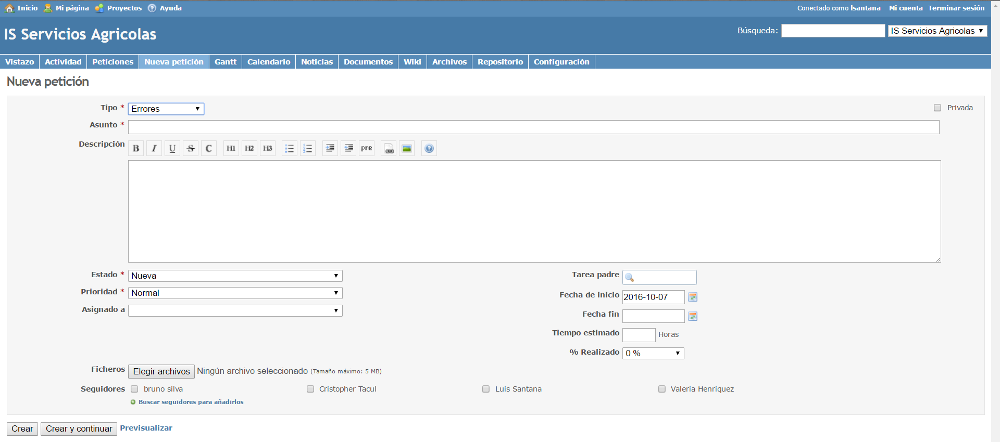 Inicio Mi página Proyectos Ayuda Conectado como lsantana Mi cuenta Terminar sesión
IS Servicios Agricolas Búsqueda: IS Servicios Agricolas
Vistazo Actividad Peticiones Nueva petición Gantt Calendario Noticias Documentos Wiki Archivos Repositorio Configuración
Nueva petición
Tipo * Errores Privada
Asunto *
Descripción B I U S C H1 H2 H3 pre
Estado * Nueva Tarea padre
Prioridad * Normal Fecha de inicio 2016-10-07
Asignado a Fecha fin
Tiempo estimado Horas
% Realizado 0 %
Ficheros Elegir archivos Ningún archivo seleccionado (Tamaño máximo: 5 MB)
Seguidores bruno silva Cristopher Tacul Luis Santana Valeria Henriquez
Buscar seguidores para añadirlos
Crear Crear y continuar Previsualizar